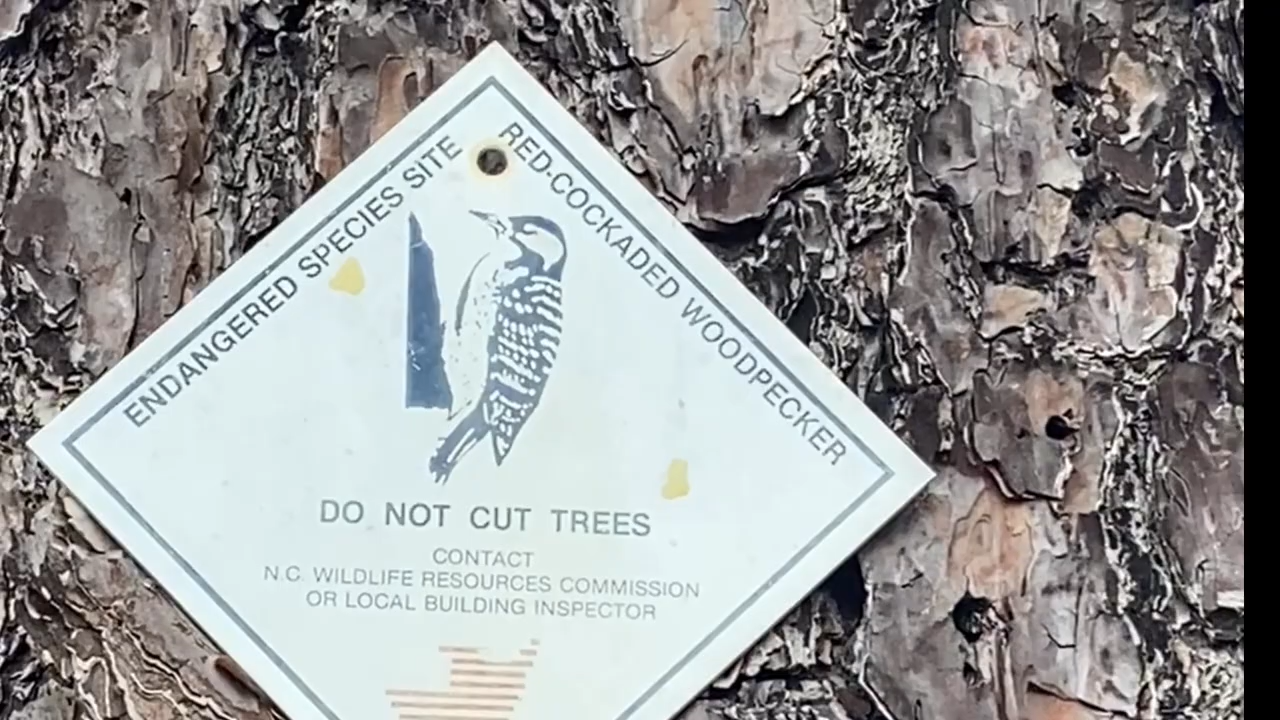 ENDANGERED SPECIES SITE
RED-COCKADED WOODPECKER
DO NOT CUT TREES
CONTACT
N.C. WILDLIFE RESOURCES COMMISSION
OR LOCAL BUILDING INSPECTOR